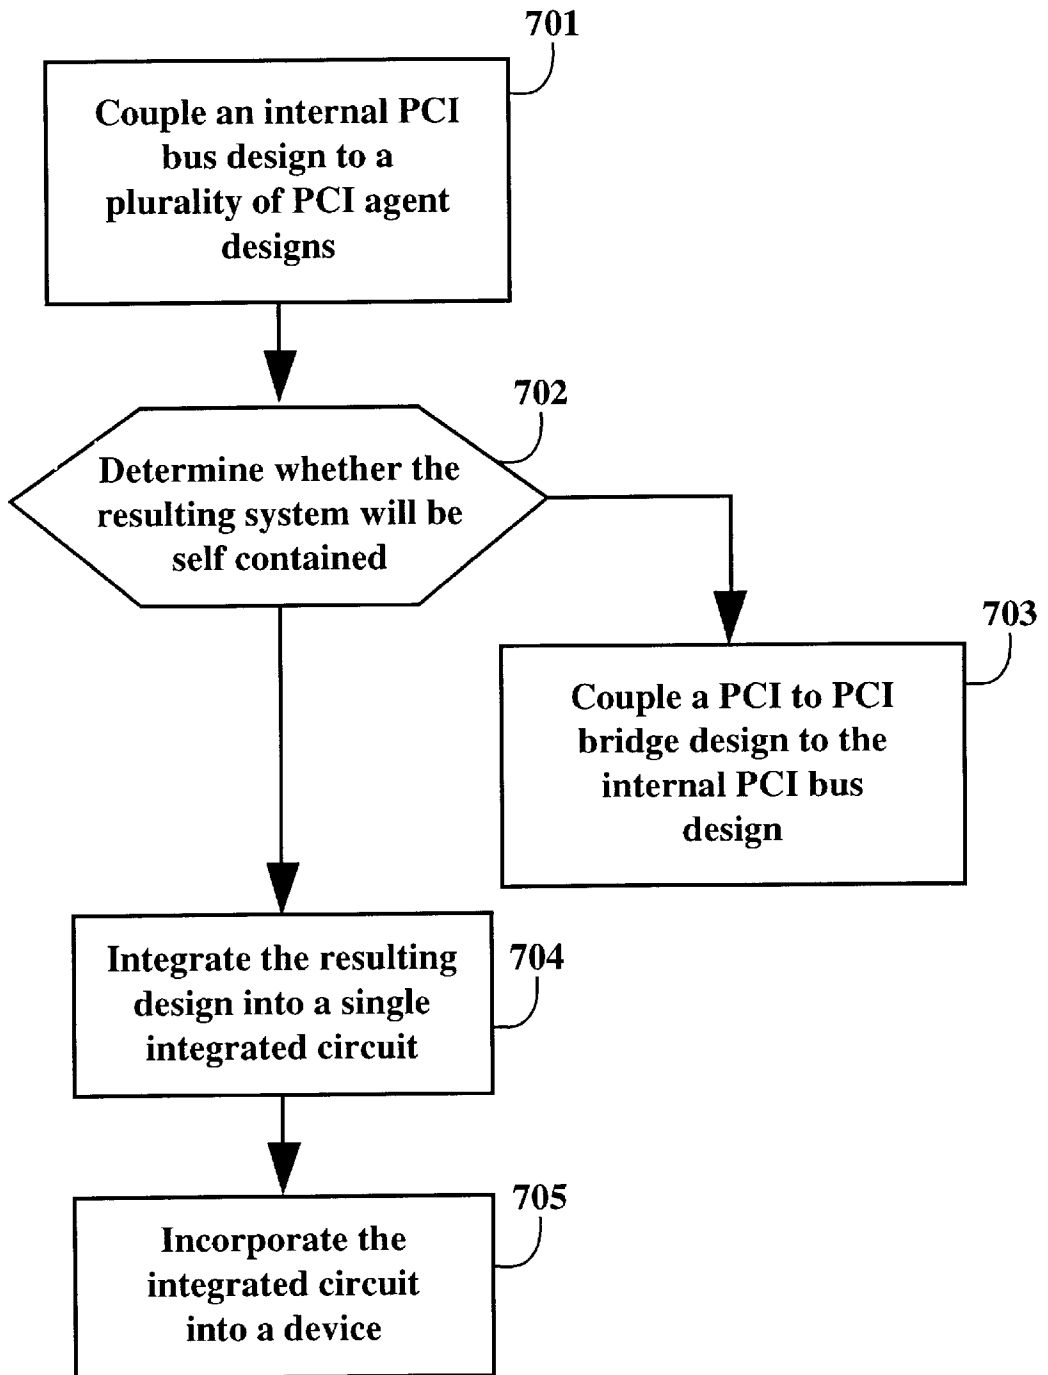 701
Couple an internal PCI
bus design to a
plurality of PCI agent
designs
702
Determine whether the
resulting system will be
self contained
703
Couple a PCI to PCI
bridge design to the
internal PCI bus
design
704
Integrate the resulting
design into a single
integrated circuit
705
Incorporate the
integrated circuit
into a device